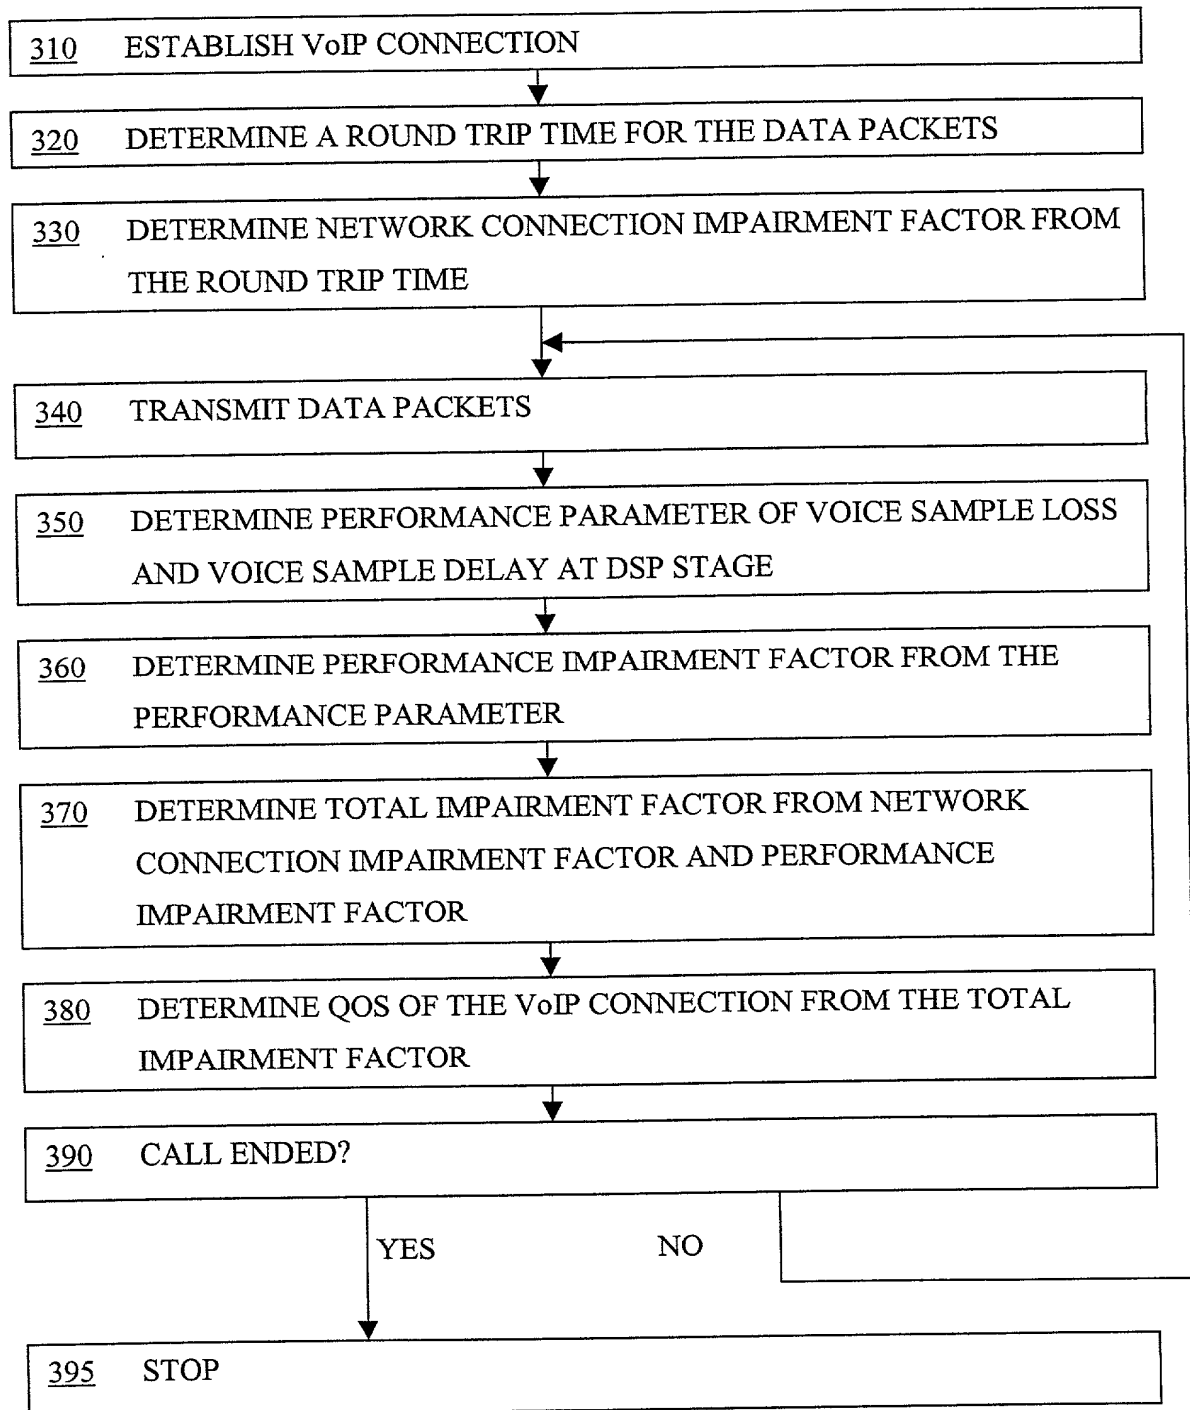 310 ESTABLISH VoIP CONNECTION
320 DETERMINE A ROUND TRIP TIME FOR THE DATA PACKETS
330 DETERMINE NETWORK CONNECTION IMPAIRMENT FACTOR FROM
THE ROUND TRIP TIME
340 TRANSMIT DATA PACKETS
350 DETERMINE PERFORMANCE PARAMETER OF VOICE SAMPLE LOSS
AND VOICE SAMPLE DELAY AT DSP STAGE
360 DETERMINE PERFORMANCE IMPAIRMENT FACTOR FROM THE
PERFORMANCE PARAMETER
370 DETERMINE TOTAL IMPAIRMENT FACTOR FROM NETWORK
CONNECTION IMPAIRMENT FACTOR AND PERFORMANCE
IMPAIRMENT FACTOR
380 DETERMINE QOS OF THE VoIP CONNECTION FROM THE TOTAL
IMPAIRMENT FACTOR
390 CALL ENDED?
YES NO
395 STOP